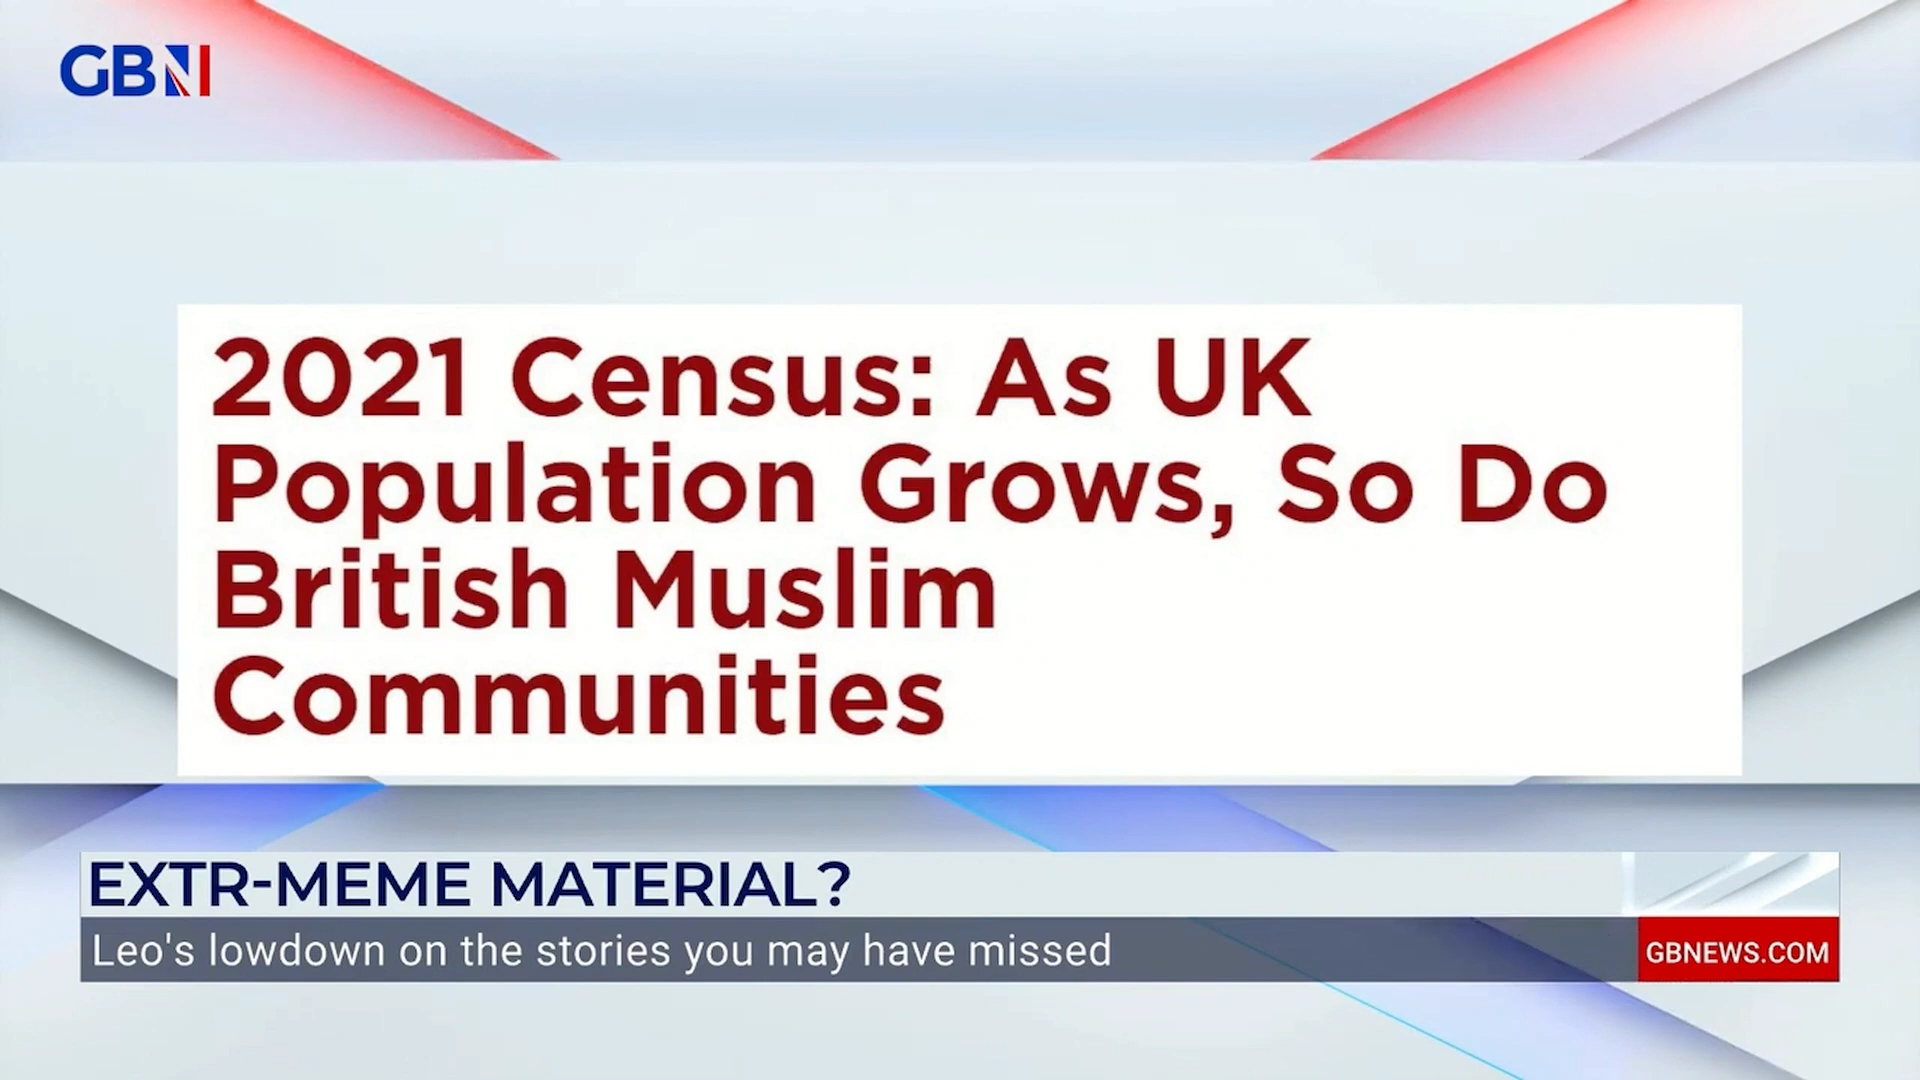 GBN
2021 Census: As UK
Population Grows, So Do
British Muslim
Communities
EXTR-MEME MATERIAL?
Leo's lowdown on the stories you may have missed
GBNEWS.COM